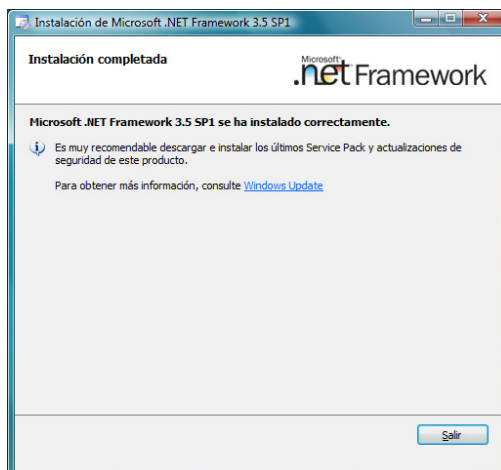 Instalación de Microsoft .NET Framework 3.5 SP1
Instalación completada
Microsoft
.net Framework
Microsoft .NET Framework 3.5 SP1 se ha instalado correctamente.
Es muy recomendable descargar e instalar los últimos Service Pack y actualizaciones de
seguridad de este producto.
Para obtener más información, consulte Windows Update
Salir